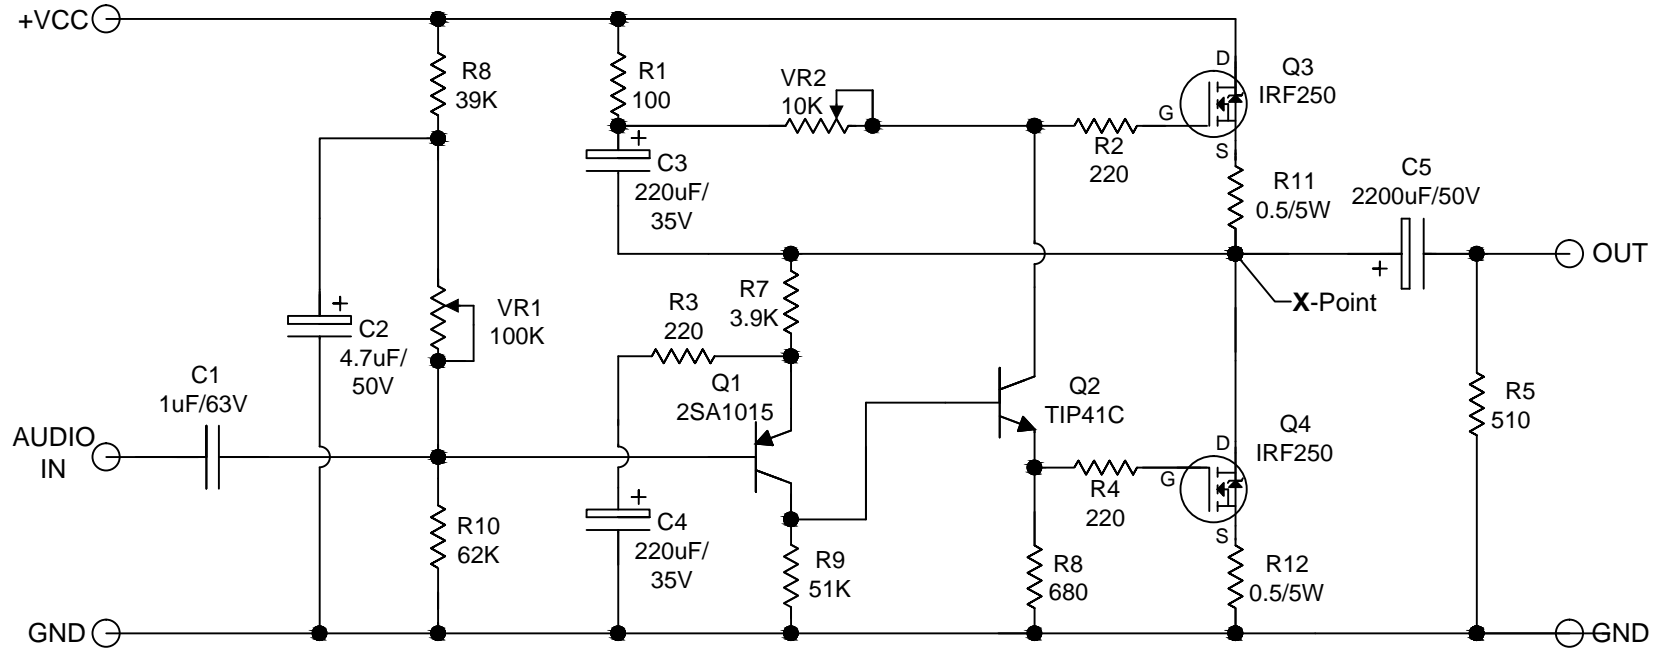 +VCC
R8
39K
R1
100
VR2
10K
D
Q3
IRF250
G
S
R2
220
C3
220uF/
35V
R11
0.5/5W
C5
2200uF/50V
+
+
OUT
X-Point
R7
3.9K
R3
220
+
C2
4.7uF/
50V
VR1
100K
C1
1uF/63V
Q1
2SA1015
Q2
TIP41C
Q4
IRF250
D
G
S
R5
510
AUDIO
IN
R4
220
+
C4
220uF/
35V
R10
62K
R9
51K
R8
680
R12
0.5/5W
GND
GND